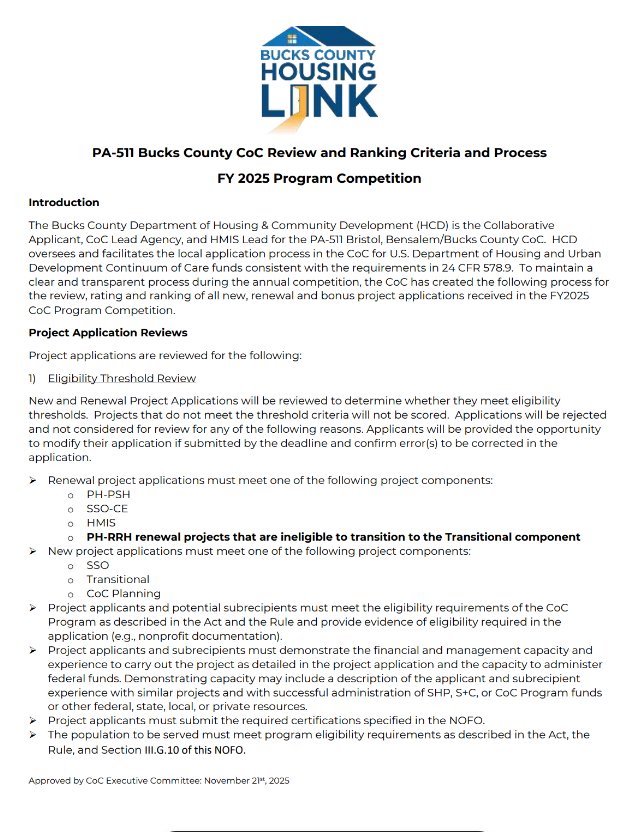 BUCKS COUNTY
HOUSING
LINK
PA-511 Bucks County CoC Review and Ranking Criteria and Process
FY 2025 Program Competition
Introduction
The Bucks County Department of Housing & Community Development (HCD) is the Collaborative
Applicant, CoC Lead Agency, and HMIS Lead for the PA-511 Bristol, Bensalem/Bucks County CoC.  HCD
oversees and facilitates the local application process in the CoC for U.S. Department of Housing and Urban
Development Continuum of Care funds consistent with the requirements in 24 CFR 578.9.  To maintain a
clear and transparent process during the annual competition, the CoC has created the following process for
the review, rating and ranking of all new, renewal and bonus project applications received in the FY2025
CoC Program Competition.
Project Application Reviews
Project applications are reviewed for the following:
1) Eligibility Threshold Review
New and Renewal Project Applications will be reviewed to determine whether they meet eligibility
thresholds.  Projects that do not meet the threshold criteria will not be scored.  Applications will be rejected
and not considered for review for any of the following reasons. Applicants will be provided the opportunity
to modify their application if submitted by the deadline and confirm error(s) to be corrected in the
application.
➢ Renewal project applications must meet one of the following project components:
o PH-PSH
o SSO-CE
o HMIS
o PH-RRH renewal projects that are ineligible to transition to the Transitional component
➢ New project applications must meet one of the following project components:
o SSO
o Transitional
o CoC Planning
➢ Project applicants and potential subrecipients must meet the eligibility requirements of the CoC
Program as described in the Act and the Rule and provide evidence of eligibility required in the
application (e.g., nonprofit documentation).
➢ Project applicants and subrecipients must demonstrate the financial and management capacity and
experience to carry out the project as detailed in the project application and the capacity to administer
federal funds. Demonstrating capacity may include a description of the applicant and subrecipient
experience with similar projects and with successful administration of SHP, S+C, or CoC Program funds
or other federal, state, local, or private resources.
➢ Project applicants must submit the required certifications specified in the NOFO.
➢ The population to be served must meet program eligibility requirements as described in the Act, the
Rule, and Section III.G.10 of this NOFO.
Approved by CoC Executive Committee: November 21st, 2025